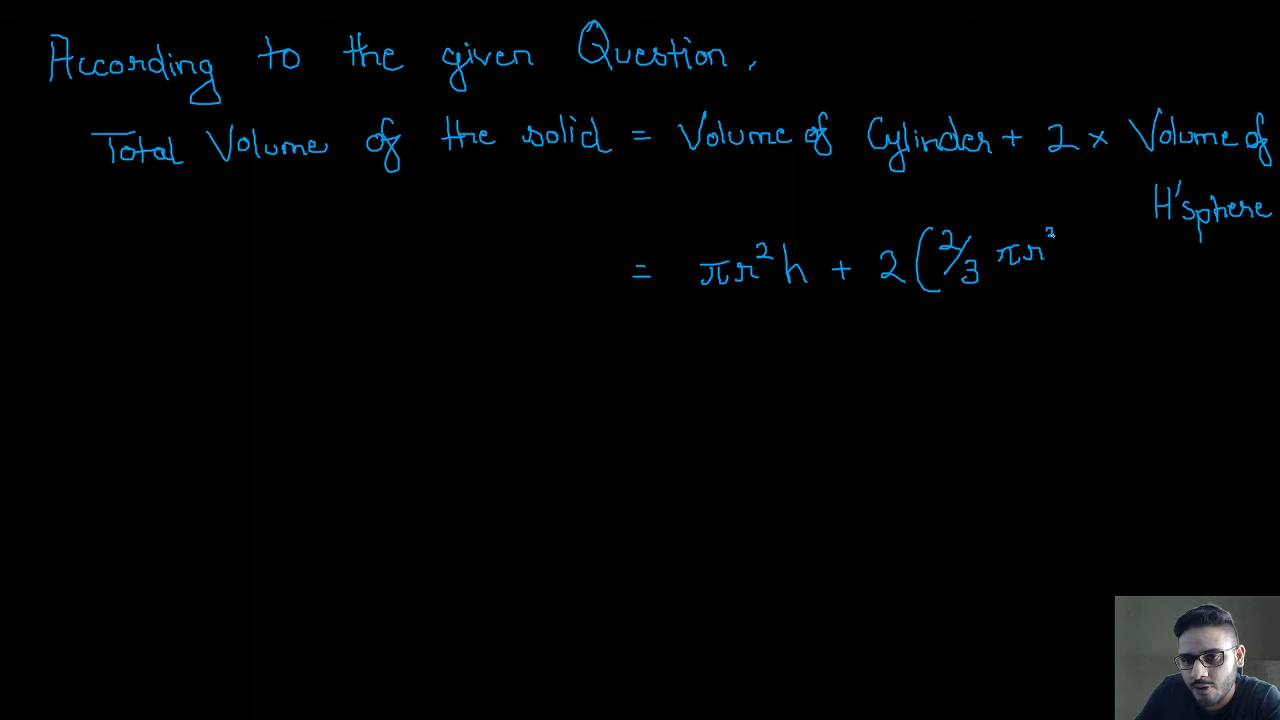 According to the given Question,
Total Volume of the solid = Volume of Cylinder + 2 × Volume of
H'sphere
= πr²h + 2(2/3 πr²